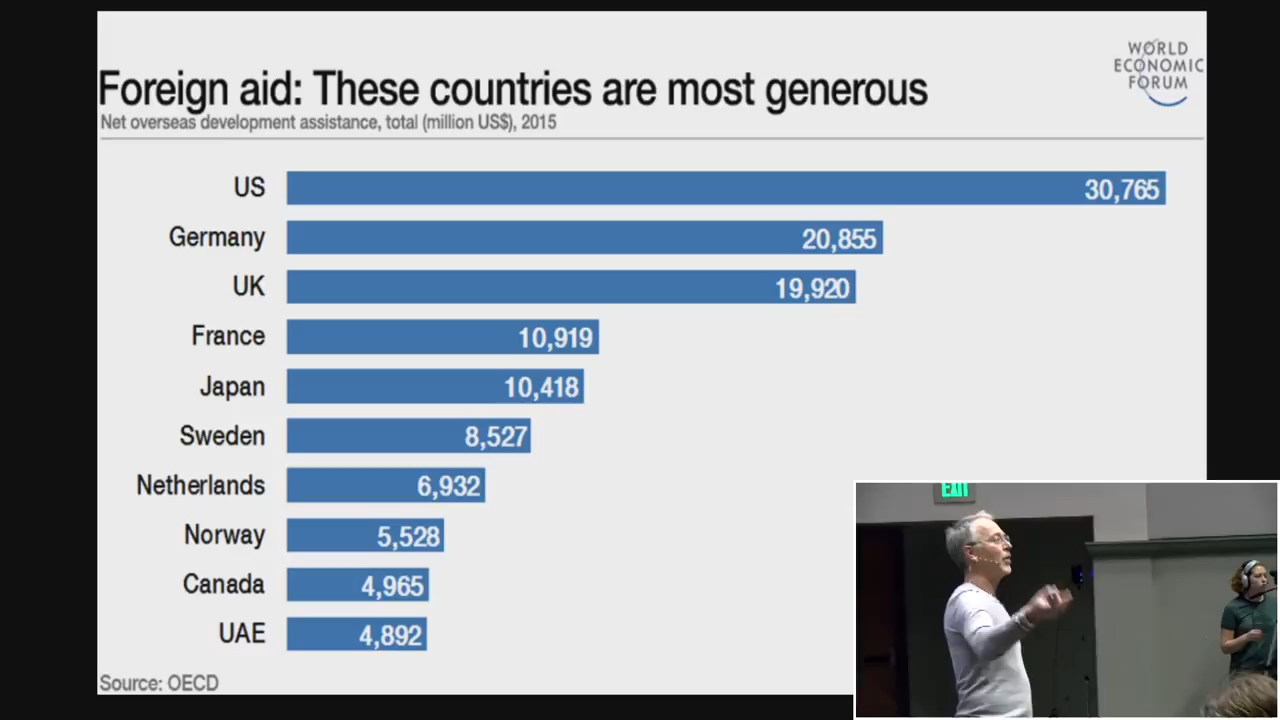 WORLD
ECONOMIC
FORUM
Foreign aid: These countries are most generous
Net overseas development assistance, total (million US$), 2015
US 30,765
Germany 20,855
UK 19,920
France 10,919
Japan 10,418
Sweden 8,527
Netherlands 6,932
Norway 5,528
Canada 4,965
UAE 4,892
Source: OECD
EXIT